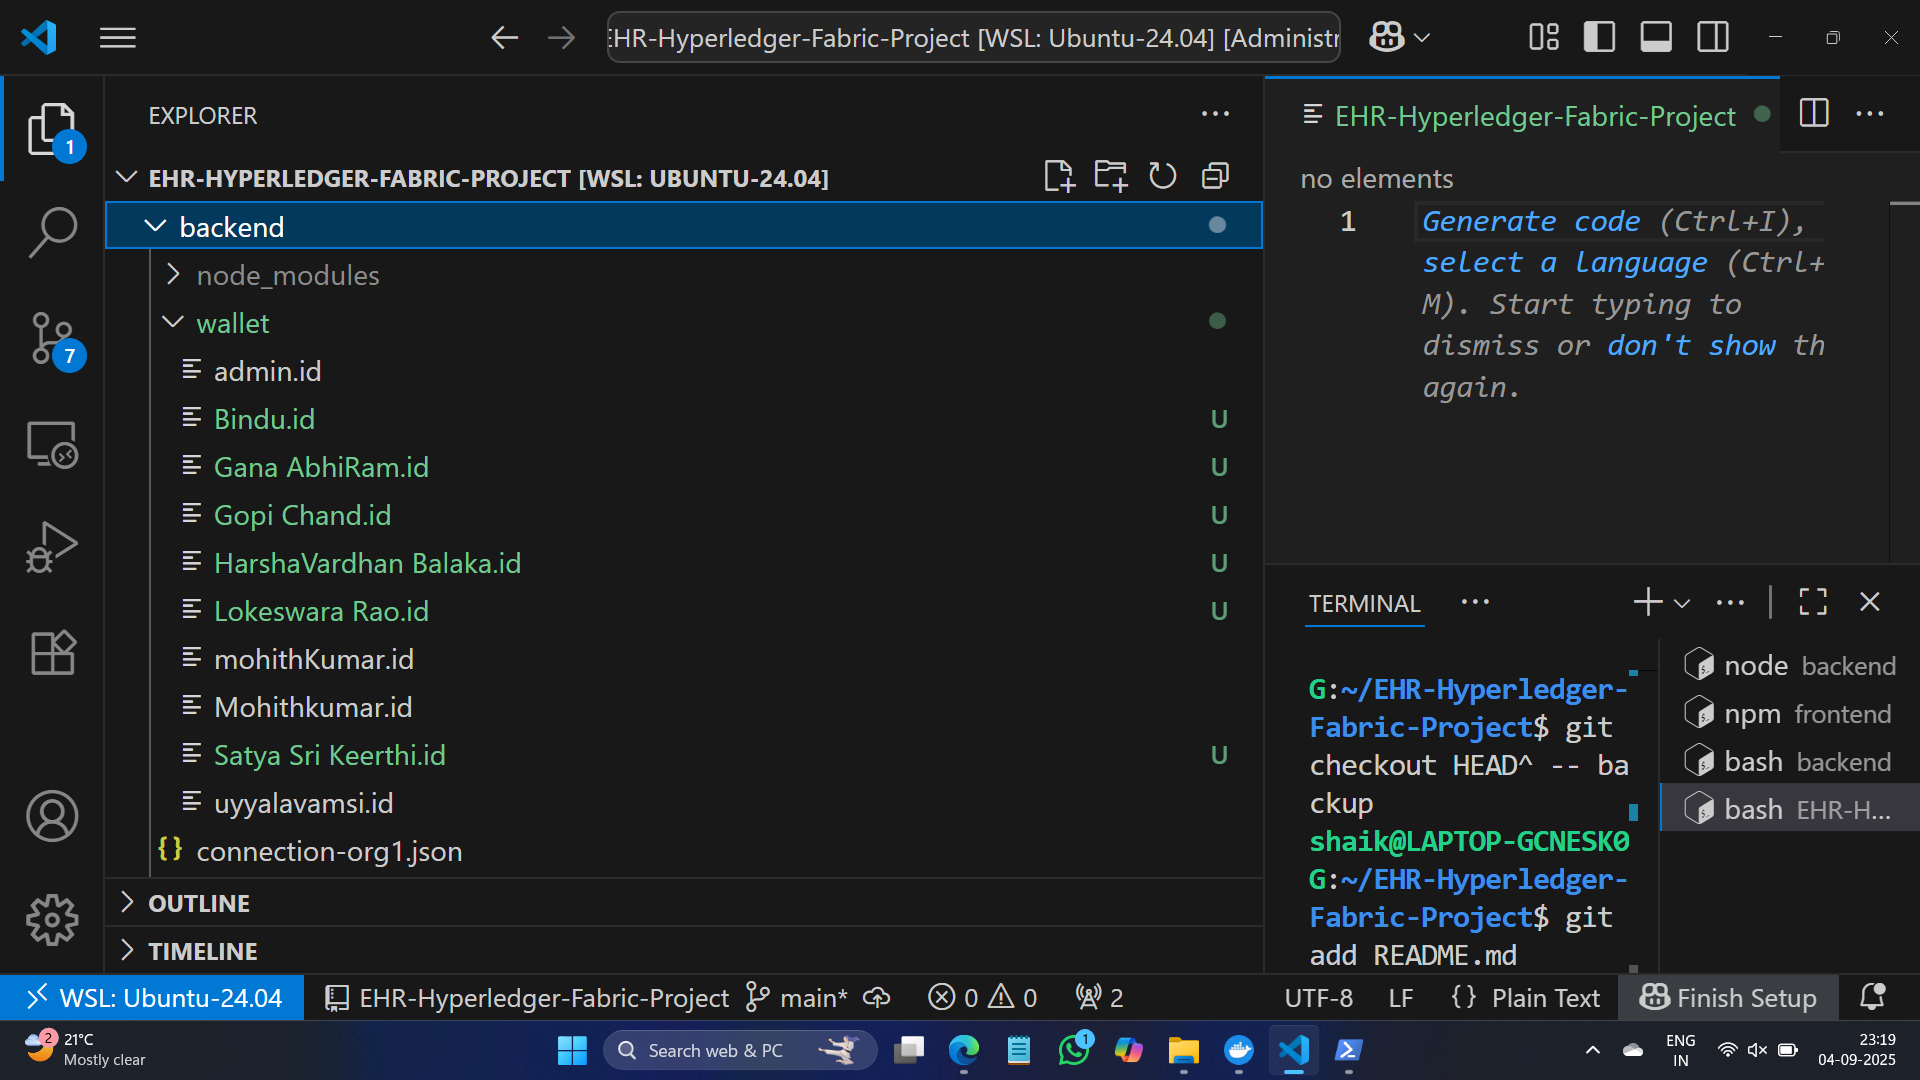 EHR-Hyperledger-Fabric-Project [WSL: Ubuntu-24.04] [Administr
EXPLORER
1
EHR-HYPERLEDGER-FABRIC-PROJECT [WSL: UBUNTU-24.04]
backend
node_modules
wallet
7
admin.id
Bindu.id U
Gana AbhiRam.id U
Gopi Chand.id U
HarshaVardhan Balaka.id U
Lokeswara Rao.id U
mohithKumar.id
Mohithkumar.id
Satya Sri Keerthi.id U
uyyalavamsi.id
{} connection-org1.json
OUTLINE
TIMELINE
EHR-Hyperledger-Fabric-Project
no elements
1 Generate code (Ctrl+I),
select a language (Ctrl+
M). Start typing to
dismiss or don't show th
again.
TERMINAL
G:~/EHR-Hyperledger-
Fabric-Project$ git
checkout HEAD^ -- ba
ckup
shaik@LAPTOP-GCNESK0
G:~/EHR-Hyperledger-
Fabric-Project$ git
add README.md
node backend
npm frontend
bash backend
bash EHR-H...
WSL: Ubuntu-24.04 EHR-Hyperledger-Fabric-Project main* 0 0 2 UTF-8 LF {} Plain Text Finish Setup
2
21°C
Mostly clear
Search web & PC
1
ENG
IN
23:19
04-09-2025